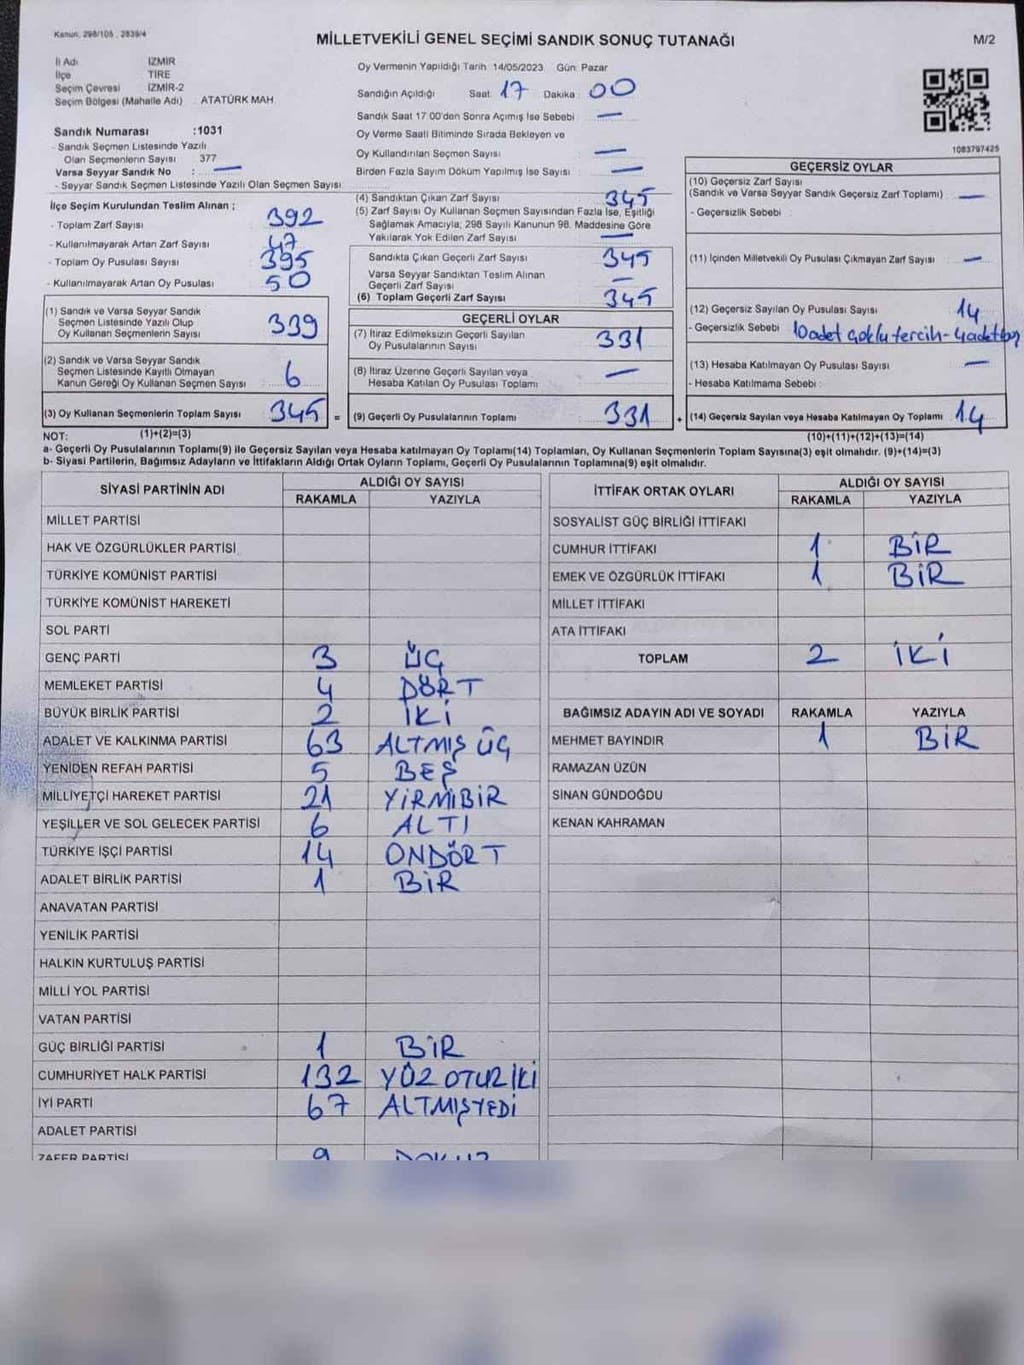 Kanun: 298/105 , 2839/4
MİLLETVEKİLİ GENEL SEÇİMİ SANDIK SONUÇ TUTANAĞI
M/2
İl Adı İZMİR
İlçe TİRE
Seçim Çevresi İZMİR-2
Seçim Bölgesi (Mahalle Adı) : ATATÜRK MAH.
Oy Vermenin Yapıldığı Tarih : 14/05/2023 Gün: Pazar
Sandığın Açıldığı Saat: 17 Dakika: 00
Sandık Saat 17:00'den Sonra Açımış İse Sebebi : —
Oy Verme Saati Bitiminde Sırada Bekleyen ve
Oy Kullandırılan Seçmen Sayısı : —
Birden Fazla Sayım Döküm Yapılmış İse Sayısı : —
Sandık Numarası :1031
- Sandık Seçmen Listesinde Yazılı
Olan Seçmenlerin Sayısı : 377
Varsa Seyyar Sandık No : —
- Seyyar Sandık Seçmen Listesinde Yazılı Olan Seçmen Sayısı :
İlçe Seçim Kurulundan Teslim Alınan ;
- Toplam Zarf Sayısı : 392
- Kullanılmayarak Artan Zarf Sayısı : 47
- Toplam Oy Pusulası Sayısı : 395
- Kullanılmayarak Artan Oy Pusulası : 50
(1) Sandık ve Varsa Seyyar Sandık
Seçmen Listesinde Yazılı Olup
Oy Kullanan Seçmenlerin Sayısı : 339
(2) Sandık ve Varsa Seyyar Sandık
Seçmen Listesinde Kayıtlı Olmayan
Kanun Gereği Oy Kullanan Seçmen Sayısı : 6
(3) Oy Kullanan Seçmenlerin Toplam Sayısı : 345 =
(1)+(2)=(3)
(4) Sandıktan Çıkan Zarf Sayısı : 345
(5) Zarf Sayısı Oy Kullanan Seçmen Sayısından Fazla İse, Eşitliği
Sağlamak Amacıyla, 298 Sayılı Kanunun 98. Maddesine Göre
Yakılarak Yok Edilen Zarf Sayısı : —
Sandıkta Çıkan Geçerli Zarf Sayısı : 345
Varsa Seyyar Sandıktan Teslim Alınan
Geçerli Zarf Sayısı : —
(6) Toplam Geçerli Zarf Sayısı : 345
GEÇERLİ OYLAR
(7) İtiraz Edilmeksizin Geçerli Sayılan
Oy Pusulalarının Sayısı : 331
(8) İtiraz Üzerine Geçerli Sayılan veya
Hesaba Katılan Oy Pusulaları Toplamı : —
(9) Geçerli Oy Pusulalarının Toplamı : 331 +
1083797425
GEÇERSİZ OYLAR
(10) Geçersiz Zarf Sayısı
(Sandık ve Varsa Seyyar Sandık Geçersiz Zarf Toplamı) : —
- Geçersizlik Sebebi :
(11) İçinden Milletvekili Oy Pusulası Çıkmayan Zarf Sayısı : —
(12) Geçersiz Sayılan Oy Pusulası Sayısı : 14
- Geçersizlik Sebebi : 10 adet çoklu tercih - 4 adet boş
(13) Hesaba Katılmayan Oy Pusulası Sayısı : —
- Hesaba Katılmama Sebebi :
(14) Geçersiz Sayılan veya Hesaba Katılmayan Oy Toplamı : 14
(10)+(11)+(12)+(13)=(14)
NOT:
a- Geçerli Oy Pusulalarının Toplamı(9) ile Geçersiz Sayılan veya Hesaba katılmayan Oy Toplamı(14) Toplamları, Oy Kullanan Seçmenlerin Toplam Sayısına(3) eşit olmalıdır. (9)+(14)=(3)
b- Siyasi Partilerin, Bağımsız Adayların ve İttifakların Aldığı Ortak Oyların Toplamı, Geçerli Oy Pusulalarının Toplamına(9) eşit olmalıdır.
SİYASİ PARTİNİN ADI ALDIĞI OY SAYISI
RAKAMLA YAZIYLA
MİLLET PARTİSİ
HAK VE ÖZGÜRLÜKLER PARTİSİ
TÜRKİYE KOMÜNİST PARTİSİ
TÜRKİYE KOMÜNİST HAREKETİ
SOL PARTİ
GENÇ PARTİ 3 ÜÇ
MEMLEKET PARTİSİ 4 DÖRT
BÜYÜK BİRLİK PARTİSİ 2 İKİ
ADALET VE KALKINMA PARTİSİ 63 ALTMIŞ ÜÇ
YENİDEN REFAH PARTİSİ 5 BEŞ
MİLLİYETÇİ HAREKET PARTİSİ 21 YİRMİBİR
YEŞİLLER VE SOL GELECEK PARTİSİ 6 ALTI
TÜRKİYE İŞÇİ PARTİSİ 14 ONDÖRT
ADALET BİRLİK PARTİSİ 1 BİR
ANAVATAN PARTİSİ
YENİLİK PARTİSİ
HALKIN KURTULUŞ PARTİSİ
MİLLİ YOL PARTİSİ
VATAN PARTİSİ
GÜÇ BİRLİĞİ PARTİSİ 1 BİR
CUMHURİYET HALK PARTİSİ 132 YÜZ OTUZ İKİ
İYİ PARTİ 67 ALTMIŞYEDİ
ADALET PARTİSİ
ZAFER PARTİSİ 9 DOKUZ
İTTİFAK ORTAK OYLARI ALDIĞI OY SAYISI
RAKAMLA YAZIYLA
SOSYALİST GÜÇ BİRLİĞİ İTTİFAKI
CUMHUR İTTİFAKI 1 BİR
EMEK VE ÖZGÜRLÜK İTTİFAKI 1 BİR
MİLLET İTTİFAKI
ATA İTTİFAKI
TOPLAM 2 İKİ
BAĞIMSIZ ADAYIN ADI VE SOYADI RAKAMLA YAZIYLA
MEHMET BAYINDIR 1 BİR
RAMAZAN ÜZÜN
SİNAN GÜNDOĞDU
KENAN KAHRAMAN